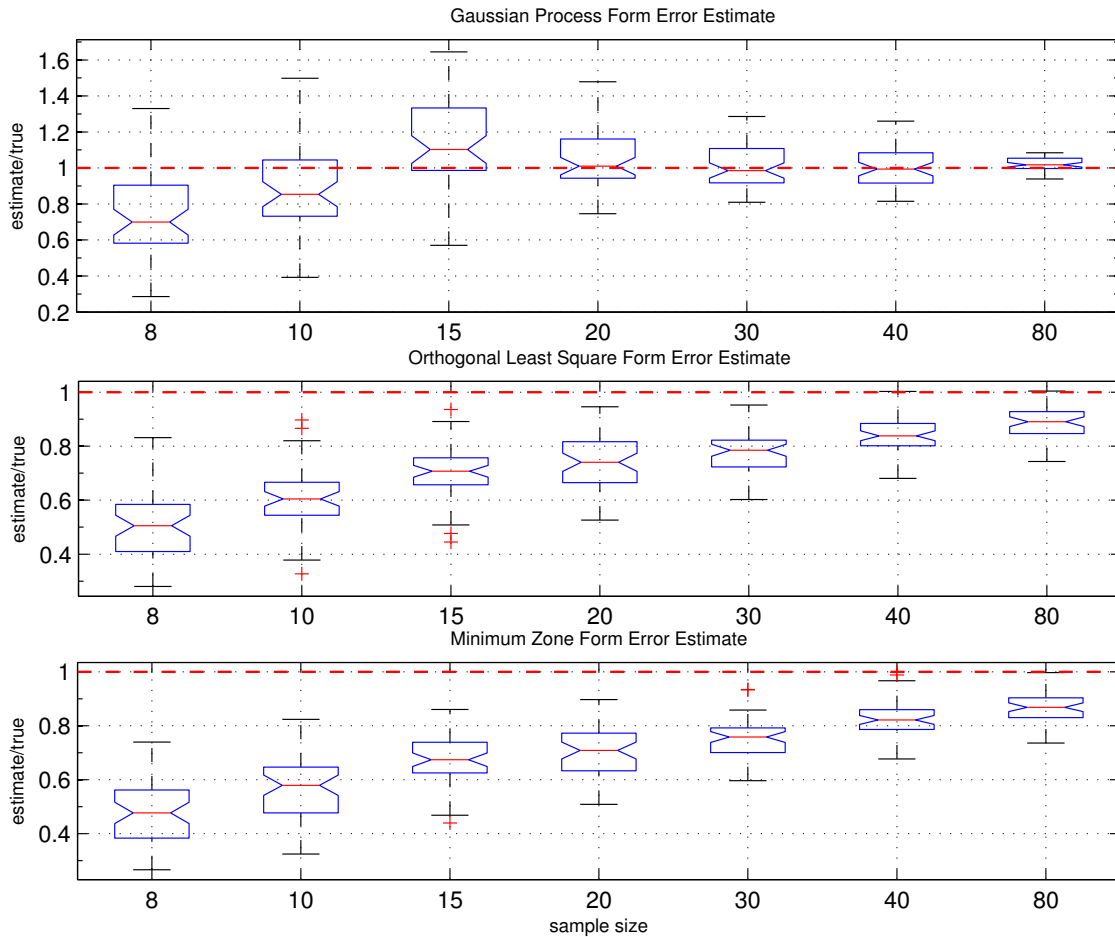 Gaussian Process Form Error Estimate
estimate/true
1.6
1.4
1.2
1
0.8
0.6
0.4
0.2
8 10 15 20 30 40 80
Orthogonal Least Square Form Error Estimate
estimate/true
1
0.8
0.6
0.4
8 10 15 20 30 40 80
Minimum Zone Form Error Estimate
estimate/true
1
0.8
0.6
0.4
8 10 15 20 30 40 80
sample size